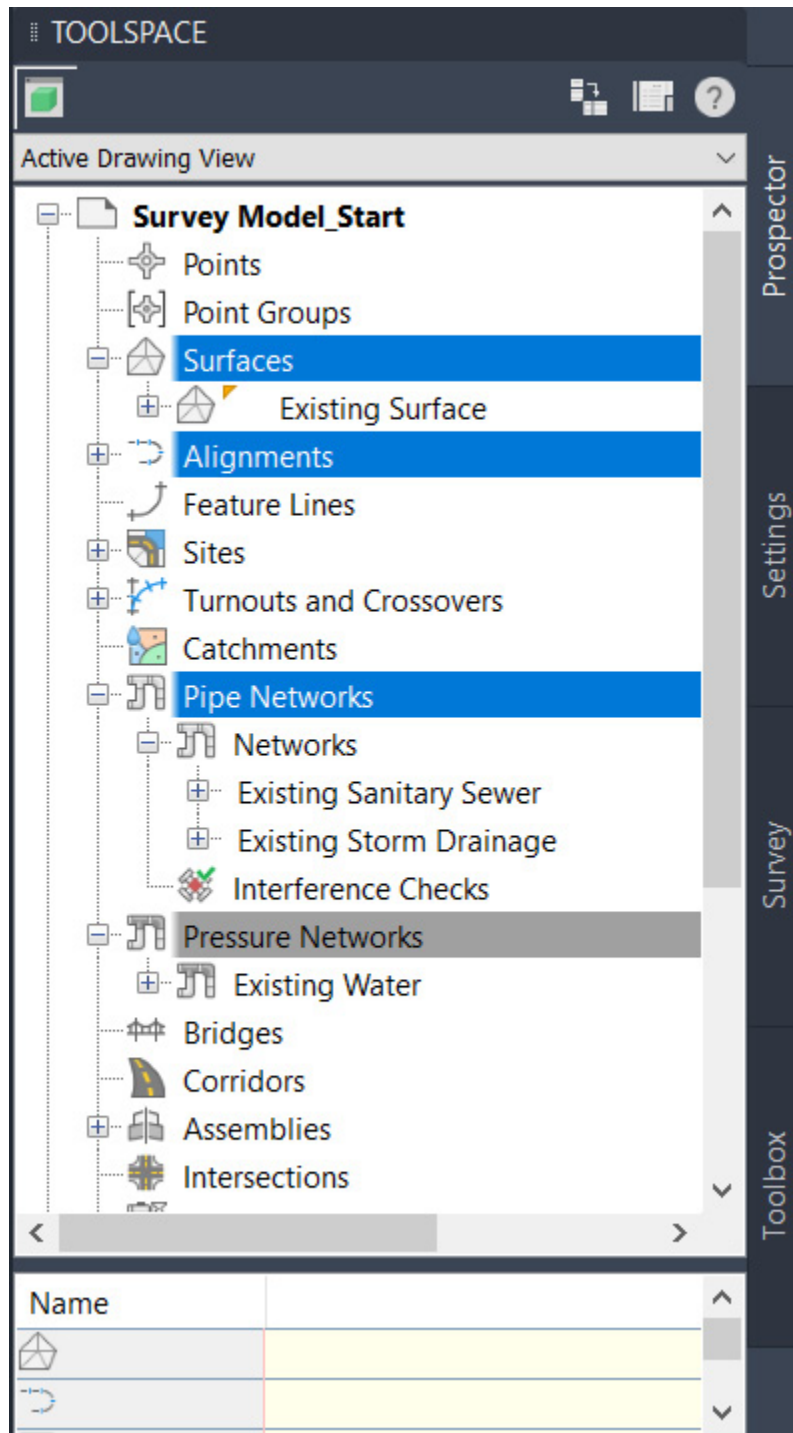 TOOLSPACE
?
Active Drawing View
Survey Model_Start
Points
Point Groups
Surfaces
Existing Surface
Alignments
Feature Lines
Sites
Turnouts and Crossovers
Catchments
Pipe Networks
Networks
Existing Sanitary Sewer
Existing Storm Drainage
Interference Checks
Pressure Networks
Existing Water
Bridges
Corridors
Assemblies
Intersections
Name
Prospector
Settings
Survey
Toolbox